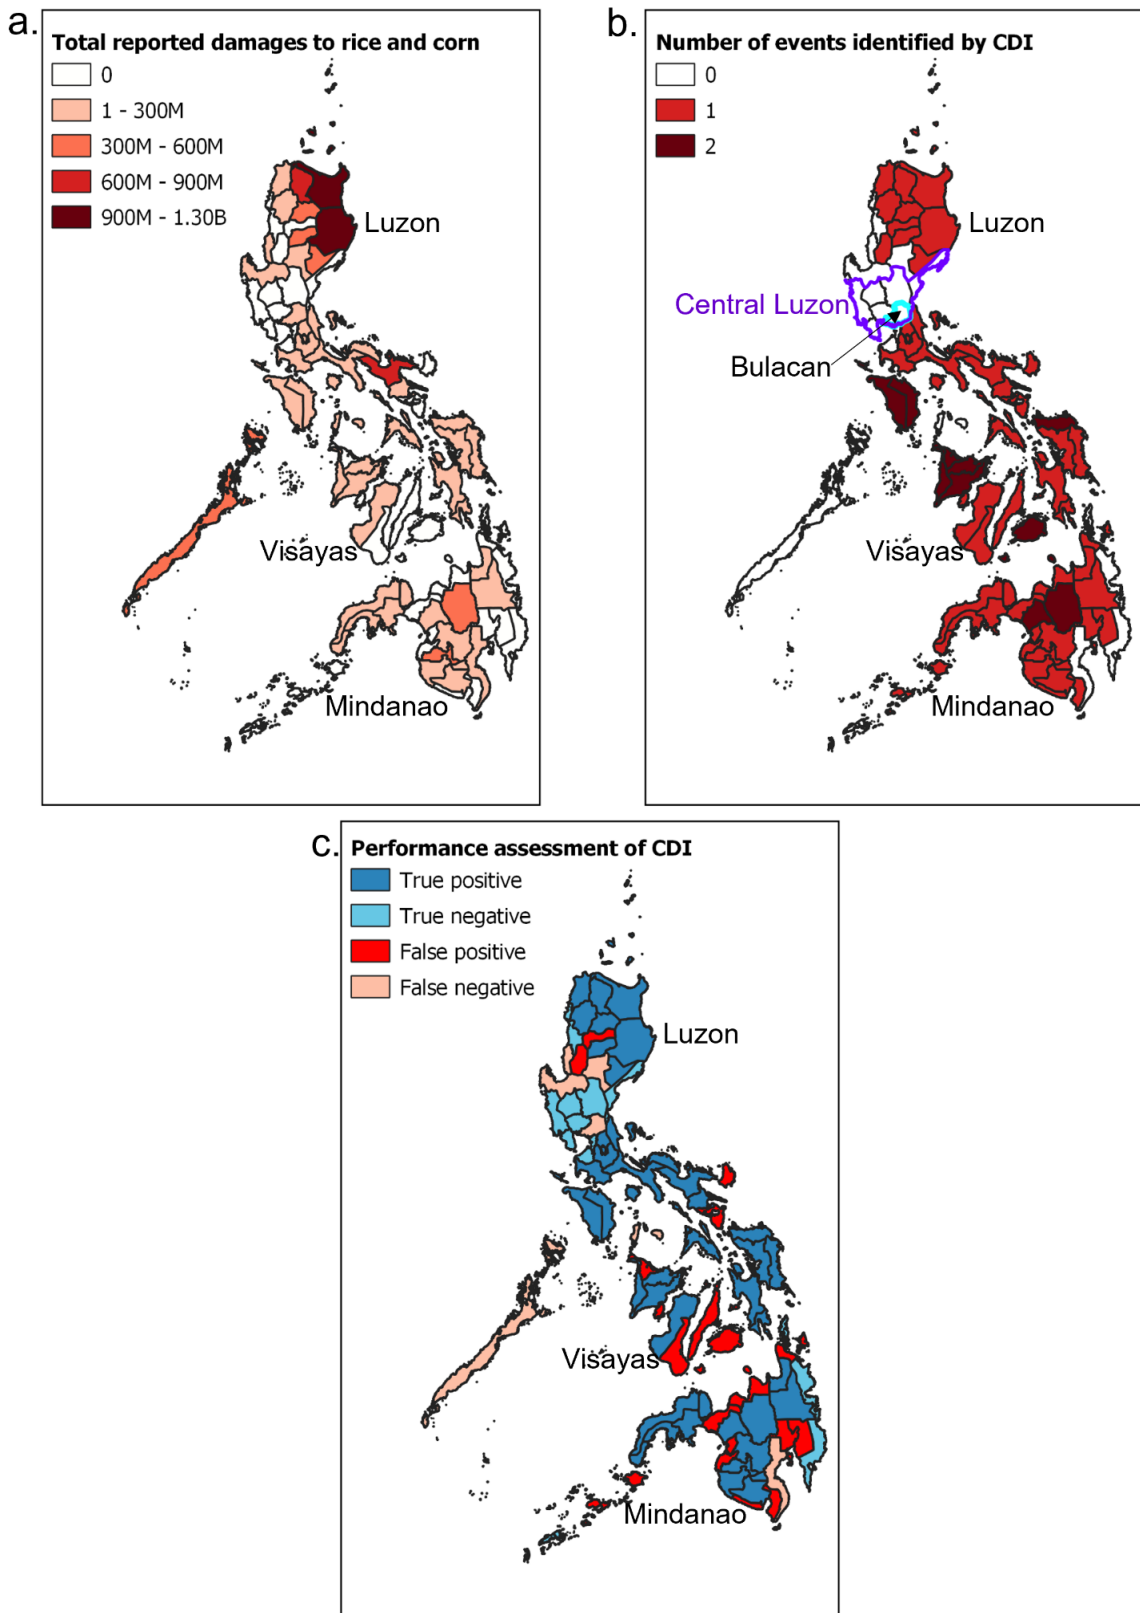 a.
Total reported damages to rice and corn
0
1 - 300M
300M - 600M
600M - 900M
900M - 1.30B
Luzon
Visayas
Mindanao
b.
Number of events identified by CDI
0
1
2
Luzon
Central Luzon
Bulacan
Visayas
Mindanao
c.
Performance assessment of CDI
True positive
True negative
False positive
False negative
Luzon
Visayas
Mindanao